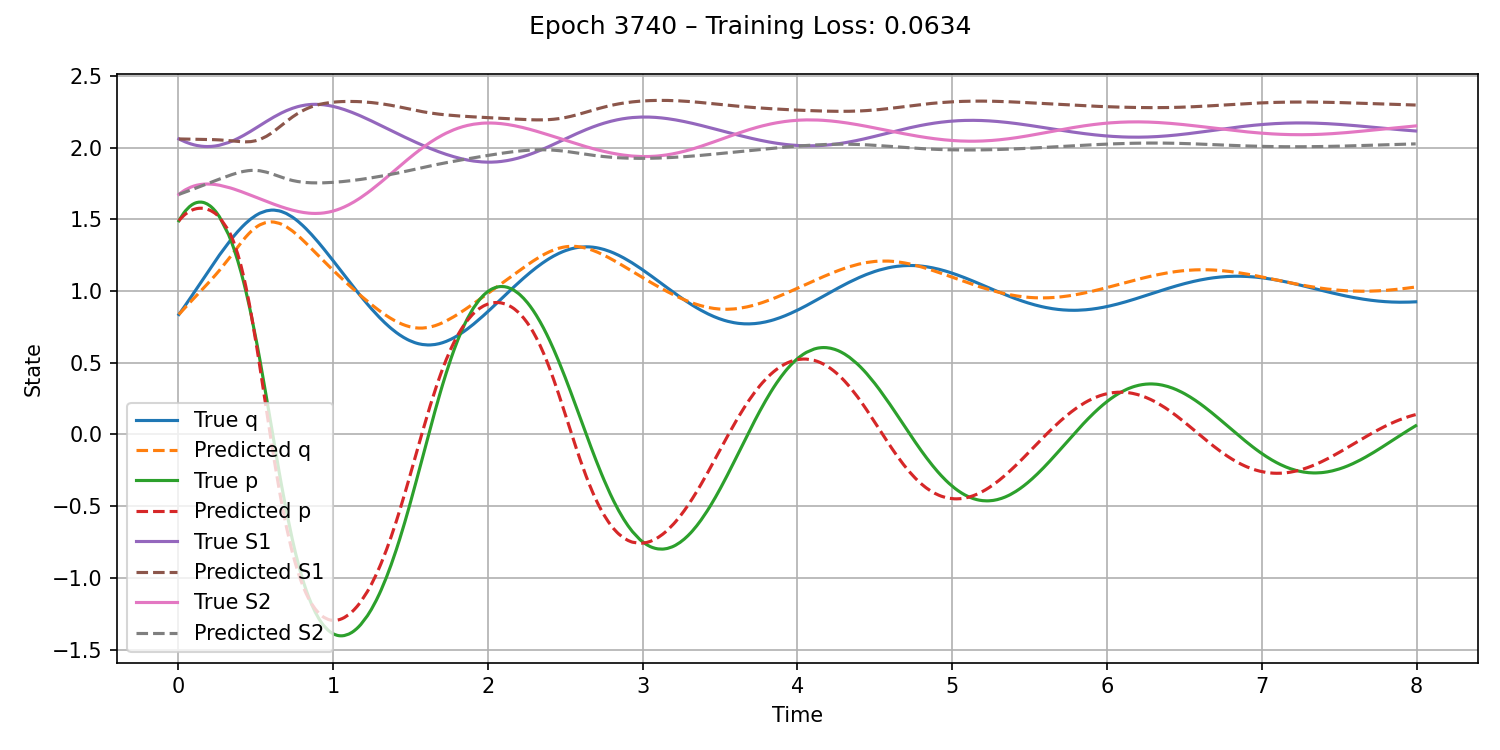 Epoch 3740 – Training Loss: 0.0634
2.5
2.0
1.5
1.0
0.5
0.0
−0.5
−1.0
−1.5
State
True q
Predicted q
True p
Predicted p
True S1
Predicted S1
True S2
Predicted S2
0 1 2 3 4 5 6 7 8
Time